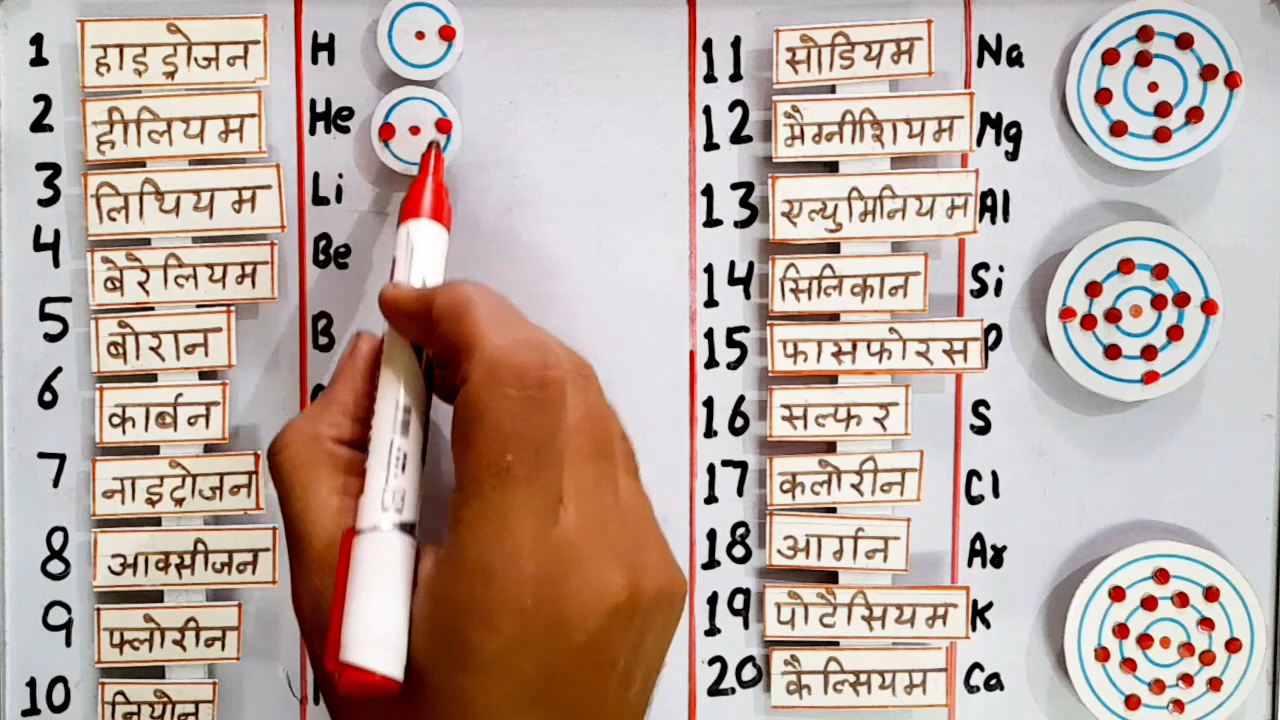 1 हाइड्रोजन H
2 हीलियम He
3 लिथियम Li
4 बेरेलियम Be
5 बोरान B
6 कार्बन
7 नाइट्रोजन
8 आक्सीजन
9 फ्लोरीन
10 नियोन
11 सोडियम Na
12 मैग्नीशियम Mg
13 एल्युमिनियम Al
14 सिलिकान Si
15 फासफोरस P
16 सल्फर S
17 क्लोरीन Cl
18 आर्गन Ar
19 पोटैसियम K
20 कैल्सियम Ca